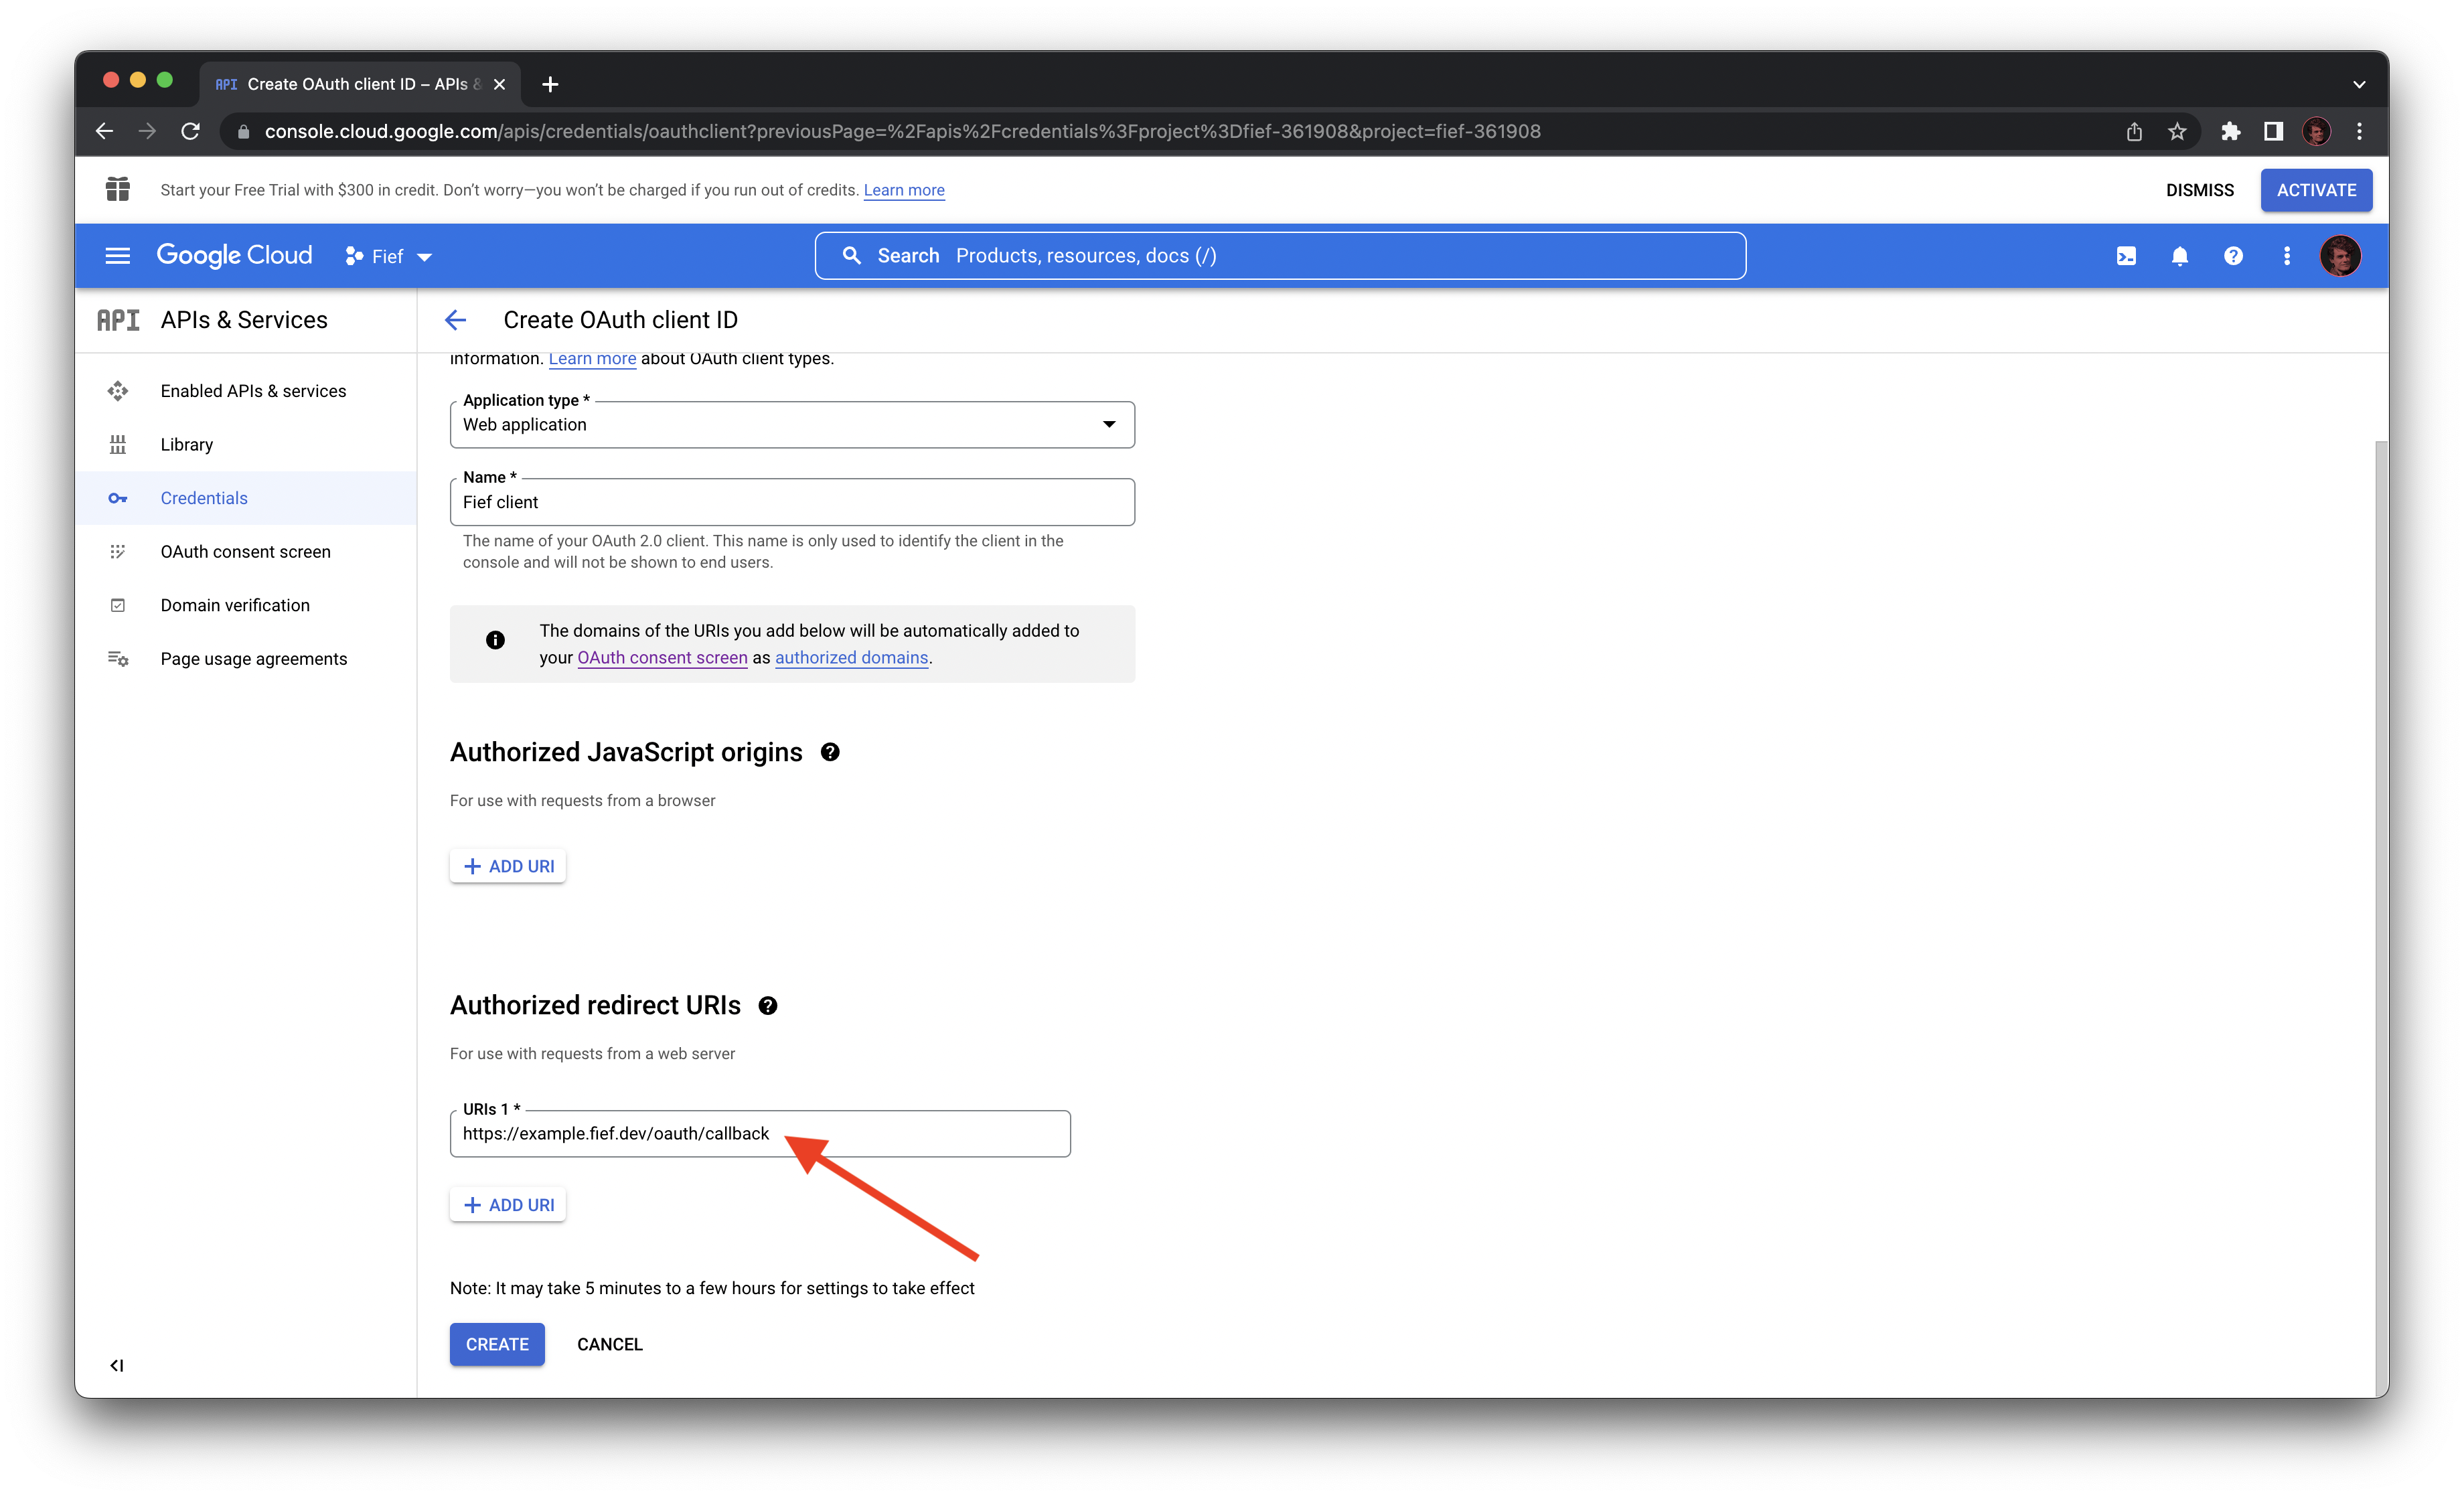 API Create OAuth client ID – APIs &
console.cloud.google.com/apis/credentials/oauthclient?previousPage=%2Fapis%2Fcredentials%3Fproject%3Dfief-361908&project=fief-361908
Start your Free Trial with $300 in credit. Don’t worry—you won’t be charged if you run out of credits. Learn more
DISMISS
ACTIVATE
Google Cloud
Fief
Search Products, resources, docs (/)
API APIs & Services
Create OAuth client ID
Enabled APIs & services
Library
Credentials
OAuth consent screen
Domain verification
Page usage agreements
information. Learn more about OAuth client types.
Application type *
Web application
Name *
Fief client
The name of your OAuth 2.0 client. This name is only used to identify the client in the
console and will not be shown to end users.
The domains of the URIs you add below will be automatically added to
your OAuth consent screen as authorized domains.
Authorized JavaScript origins
For use with requests from a browser
+ ADD URI
Authorized redirect URIs
For use with requests from a web server
URIs 1 *
https://example.fief.dev/oauth/callback
+ ADD URI
Note: It may take 5 minutes to a few hours for settings to take effect
CREATE
CANCEL